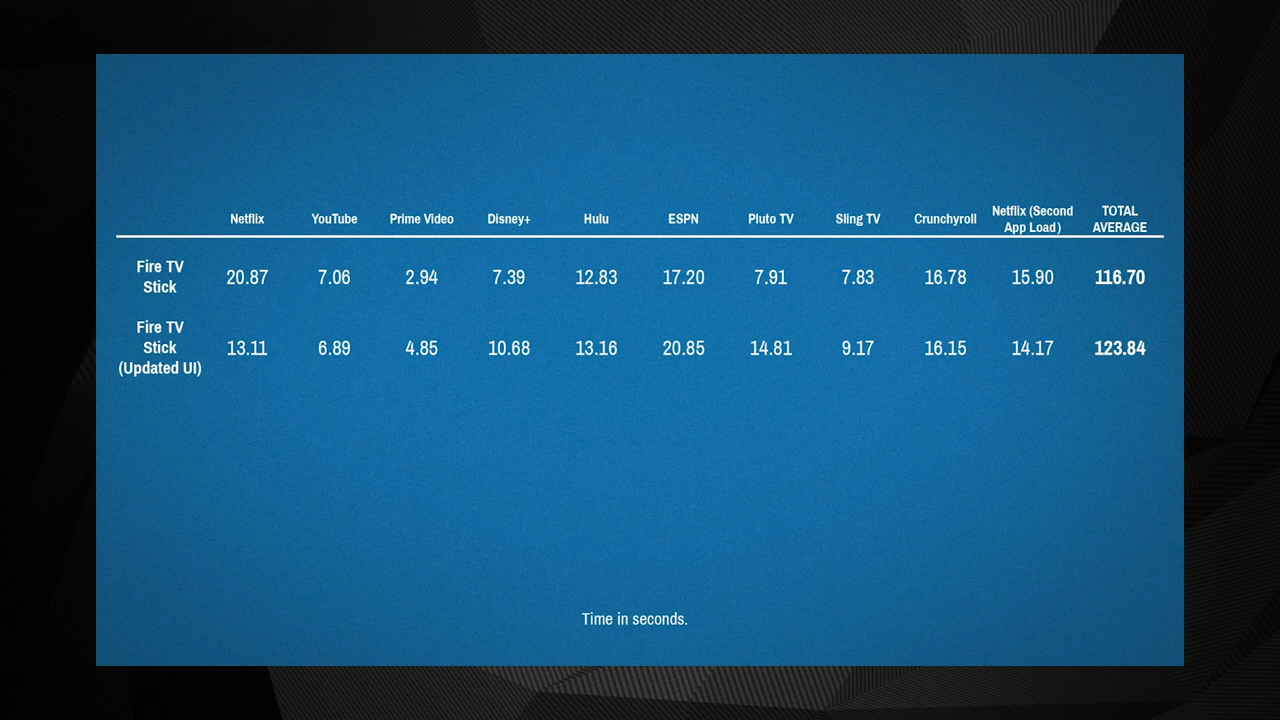 Netflix YouTube Prime Video Disney+ Hulu ESPN Pluto TV Sling TV Crunchyroll Netflix (Second App Load) TOTAL AVERAGE
Fire TV Stick 20.87 7.06 2.94 7.39 12.83 17.20 7.91 7.83 16.78 15.90 116.70
Fire TV Stick (Updated UI) 13.11 6.89 4.85 10.68 13.16 20.85 14.81 9.17 16.15 14.17 123.84
Time in seconds.